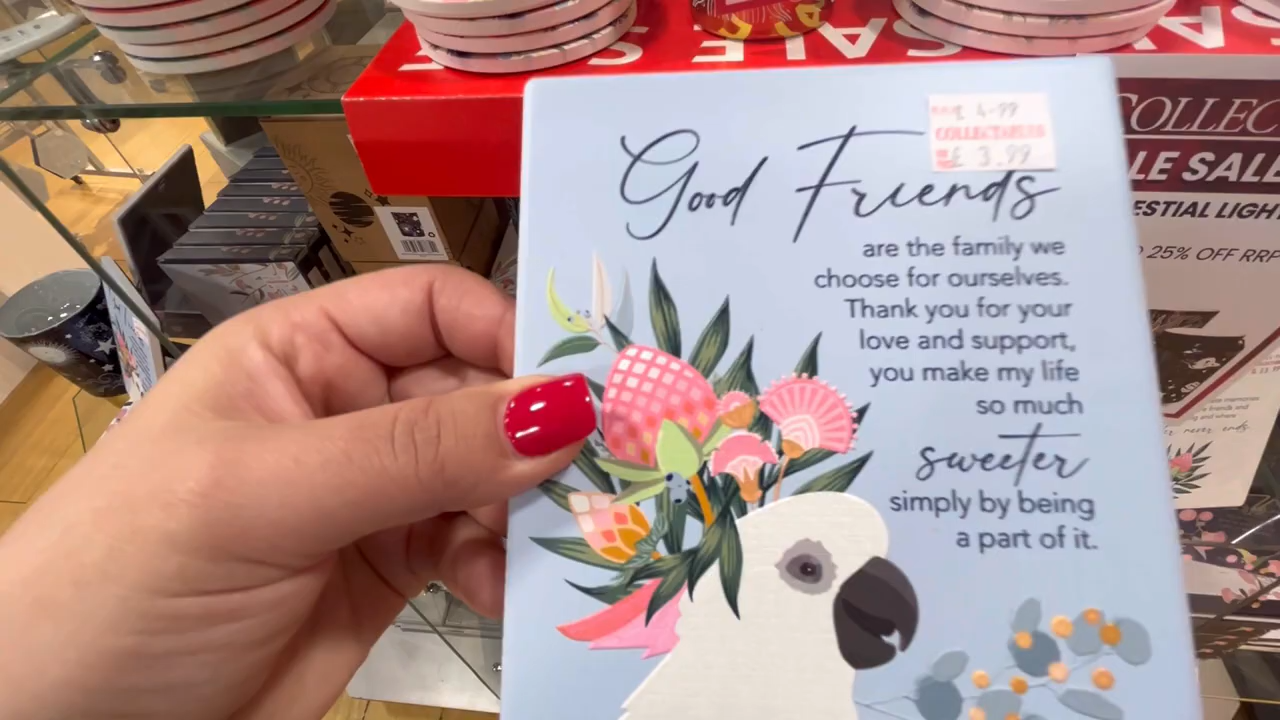 SALE
SALE
£ 4-99
COLLECTABLES
£ 3.99
Good Friends
are the family we
choose for ourselves.
Thank you for your
love and support,
you make my life
so much
sweeter
simply by being
a part of it.
COLLEC
LE SALE
ESTIAL LIGH
25% OFF RRP